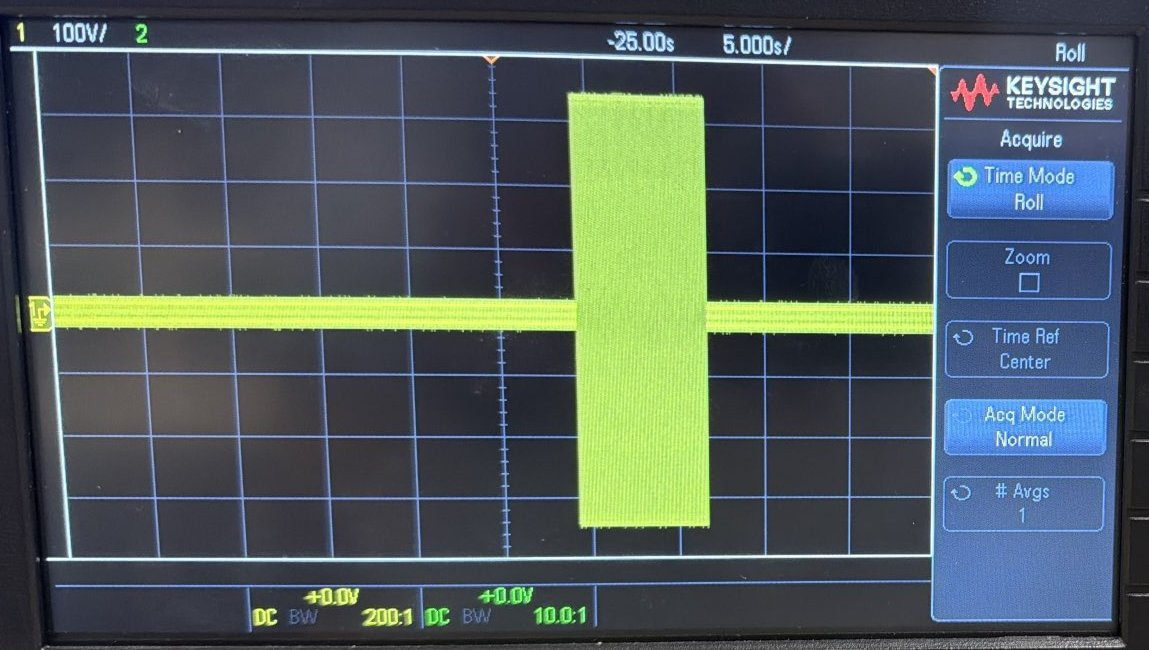 1 100V/ 2 -25.00s 5.000s/ Roll
KEYSIGHT
TECHNOLOGIES
Acquire
Time Mode
Roll
Zoom
Time Ref
Center
Acq Mode
Normal
# Avgs
1
+0.0V +0.0V
DC BW 200:1 DC BW 10.0:1